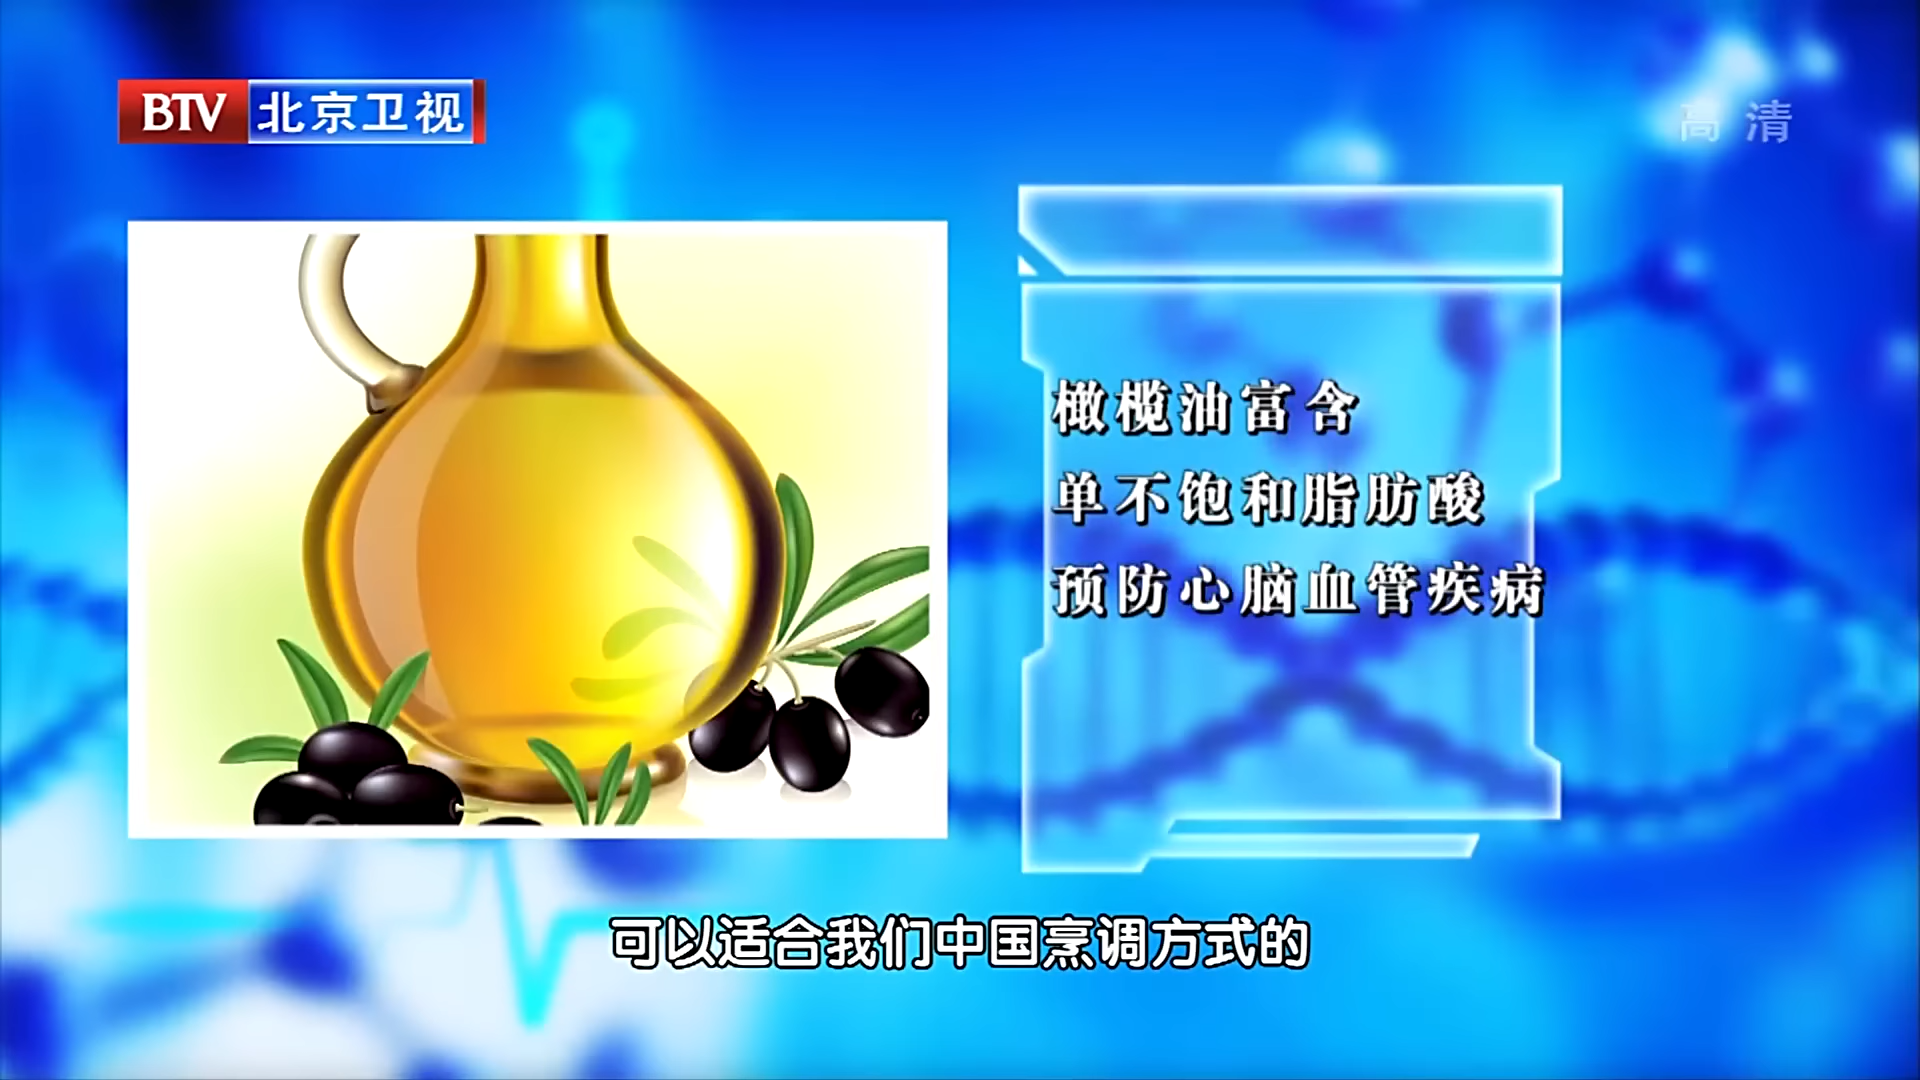 BTV 北京卫视
高清
橄榄油富含
单不饱和脂肪酸
预防心脑血管疾病
可以适合我们中国烹调方式的